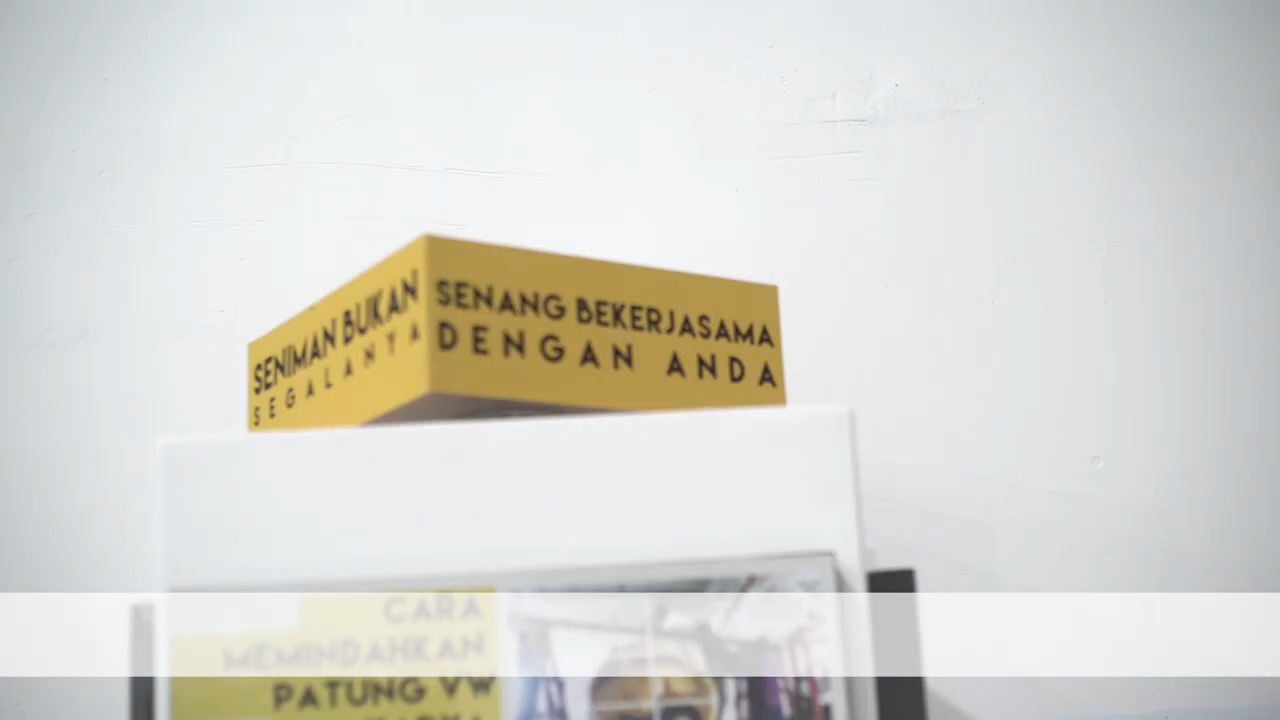 SENIMAN BUKAN
SEGALANYA
SENANG BEKERJASAMA
DENGAN ANDA
CARA
MEMINDAHKAN
PATUNG VW